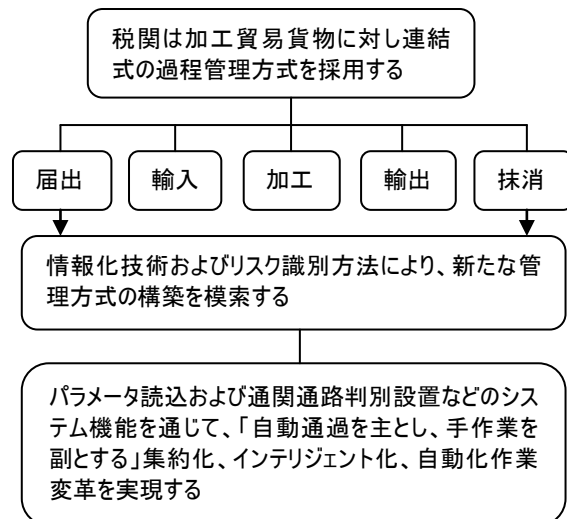 税関は加工貿易貨物に対し連結
式の過程管理方式を採用する
届出 輸入 加工 輸出 抹消
情報化技術およびリスク識別方法により、新たな管
理方式の構築を模索する
パラメータ読込および通関通路判別設置などのシス
テム機能を通じて、「自動通過を主とし、手作業を
副とする」集約化、インテリジェント化、自動化作業
変革を実現する